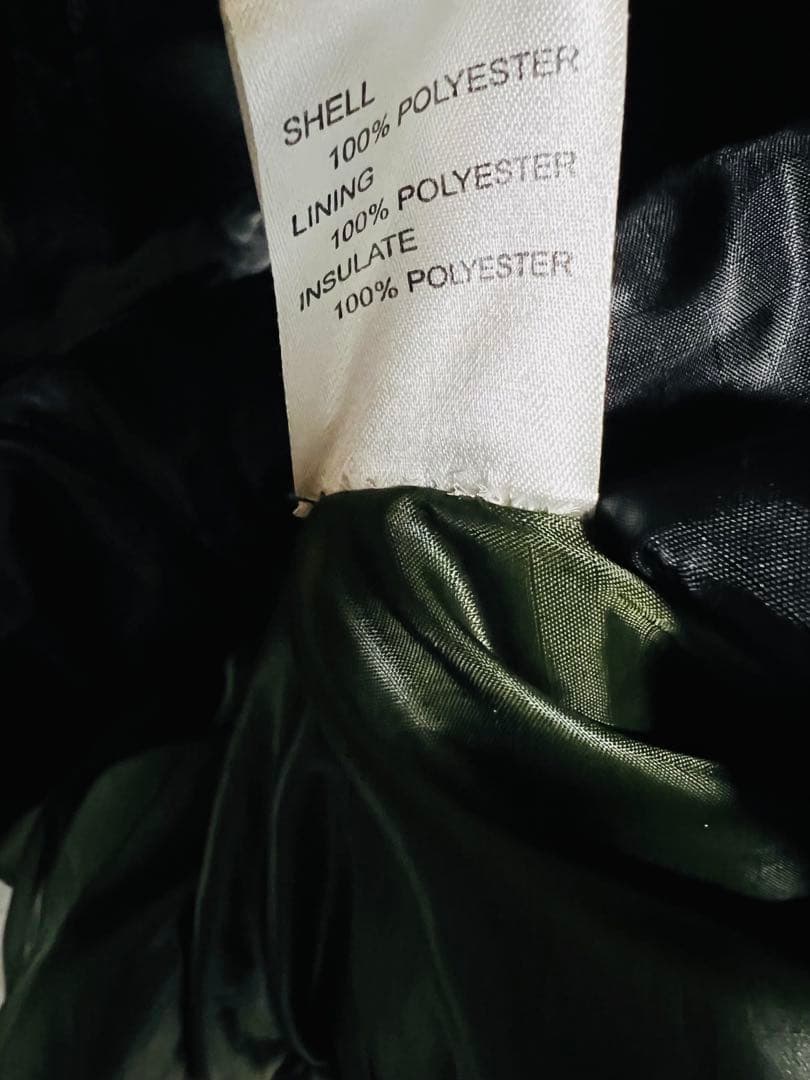 SHELL
100% POLYESTER
LINING
100% POLYESTER
INSULATE
100% POLYESTER